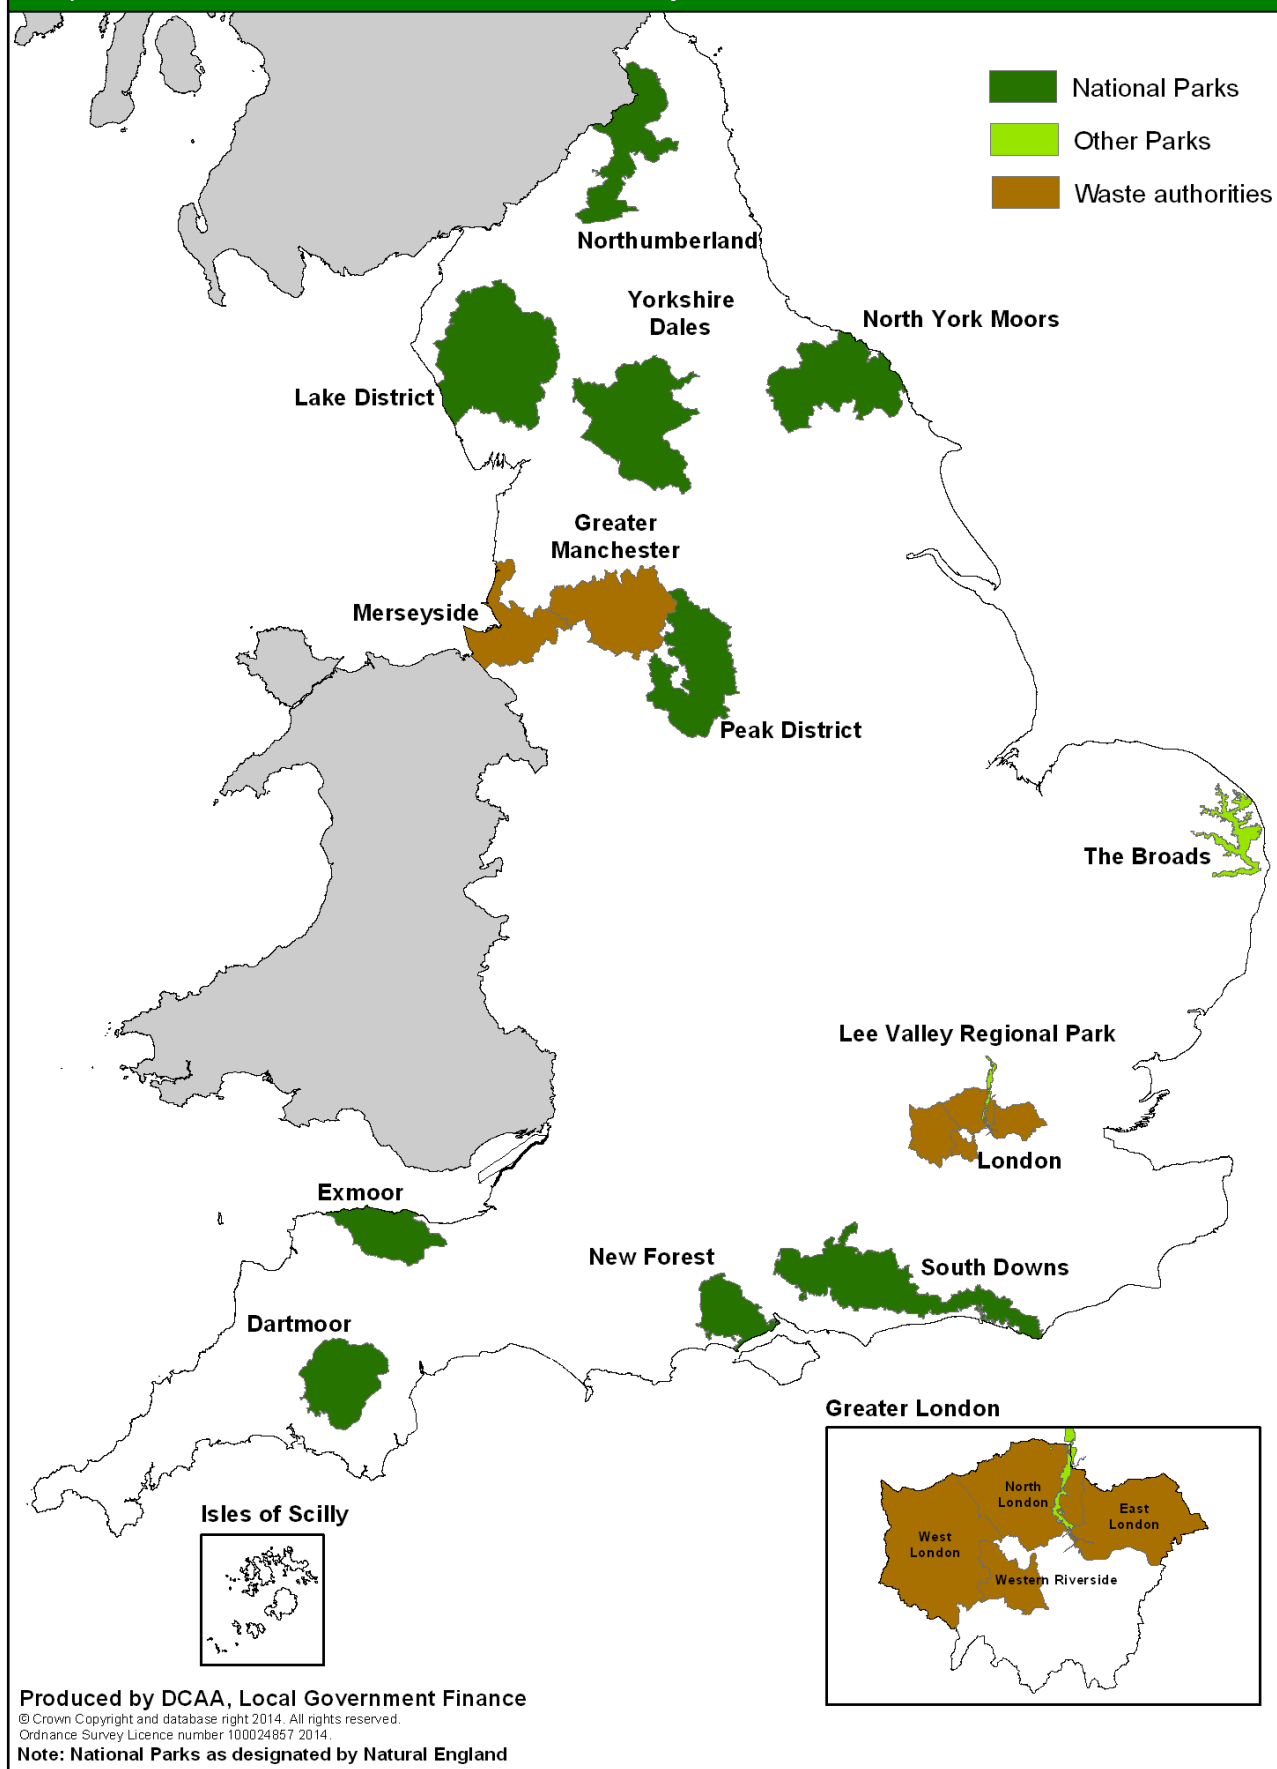 National Parks
Other Parks
Waste authorities
Northumberland
Yorkshire
Dales
North York Moors
Lake District
Greater
Manchester
Merseyside
Peak District
The Broads
Lee Valley Regional Park
London
Exmoor
New Forest
South Downs
Dartmoor
Greater London
North
London
East
London
West
London
Western Riverside
Isles of Scilly
Produced by DCAA, Local Government Finance
© Crown Copyright and database right 2014. All rights reserved.
Ordnance Survey Licence number 100024857 2014.
Note: National Parks as designated by Natural England